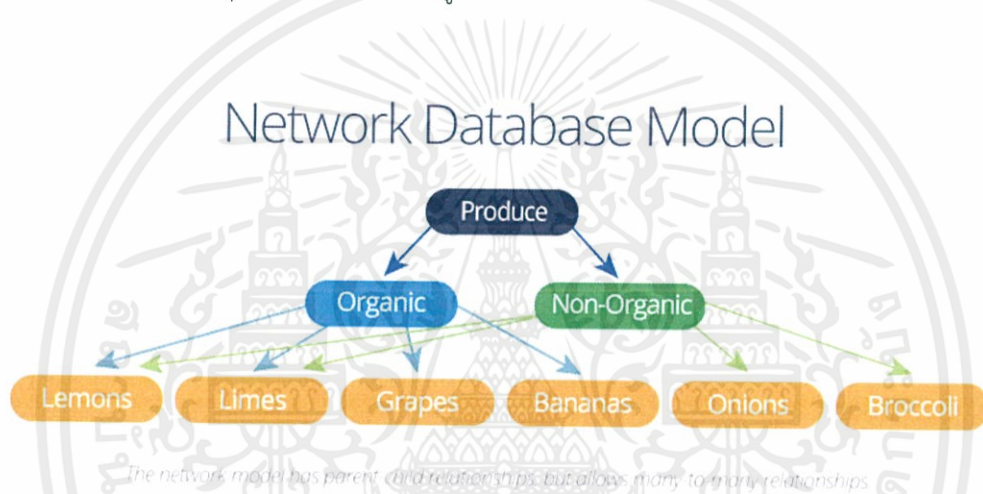 Network Database Model
Produce
Organic Non-Organic
Lemons Limes Grapes Bananas Onions Broccoli
The network model has parent child relationships, but allows many-to-many relationships